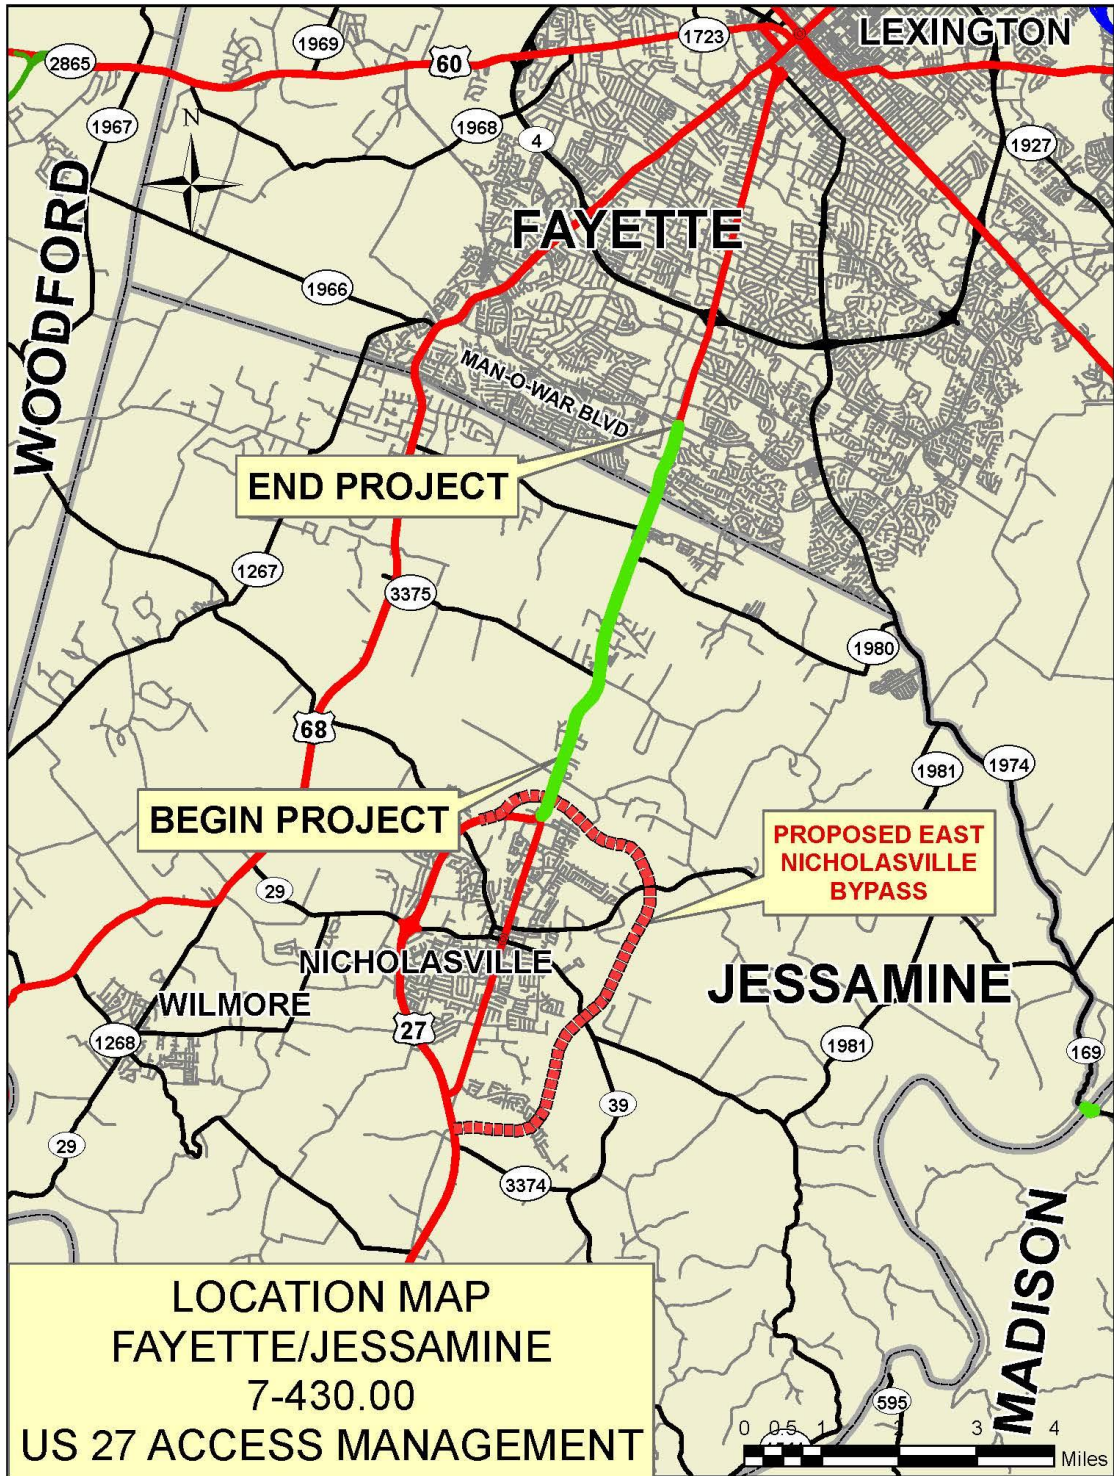 LEXINGTON
1969
1723
2865
60
1967
N
1968
4
1927
WOODFORD
FAYETTE
1966
MAN-O-WAR BLVD
END PROJECT
1267
3375
1980
68
1981
1974
BEGIN PROJECT
PROPOSED EAST
NICHOLASVILLE
BYPASS
29
NICHOLASVILLE
JESSAMINE
WILMORE
27
1268
1981
169
39
29
3374
MADISON
LOCATION MAP
FAYETTE/JESSAMINE
7-430.00
US 27 ACCESS MANAGEMENT
595
0 0.5 1 2 3 4
Miles